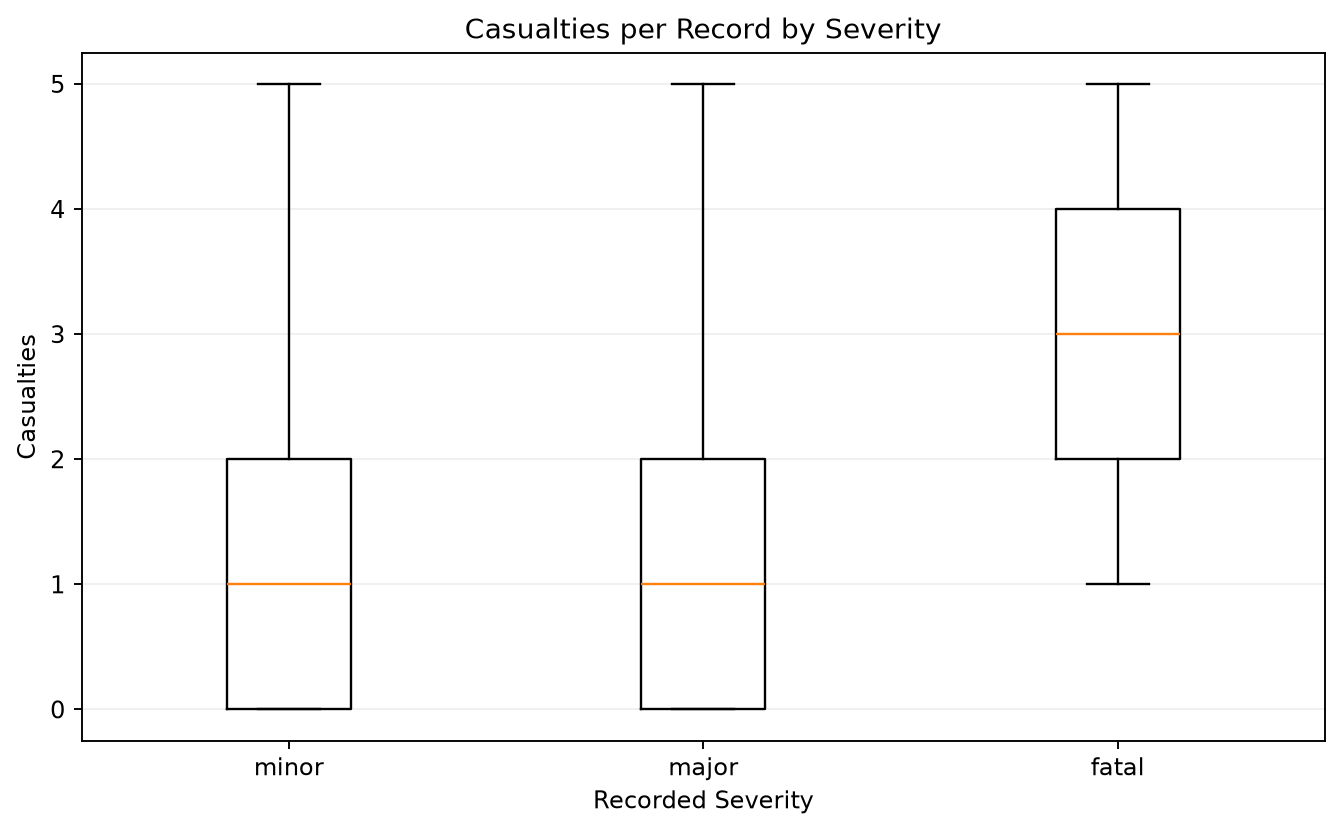 Casualties per Record by Severity
5
4
3
2
1
0
Casualties
minor
major
fatal
Recorded Severity